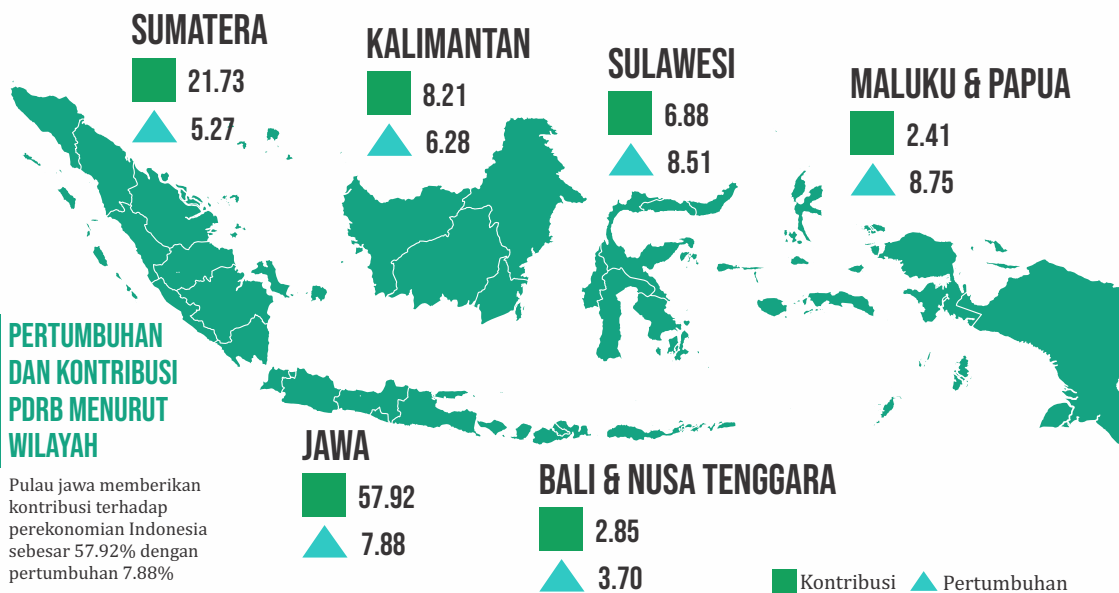 SUMATERA
21.73
5.27
KALIMANTAN
8.21
6.28
SULAWESI
6.88
8.51
MALUKU & PAPUA
2.41
8.75
PERTUMBUHAN
DAN KONTRIBUSI
PDRB MENURUT
WILAYAH
Pulau jawa memberikan
kontribusi terhadap
perekonomian Indonesia
sebesar 57.92% dengan
pertumbuhan 7.88%
JAWA
57.92
7.88
BALI & NUSA TENGGARA
2.85
3.70
Kontribusi
Pertumbuhan